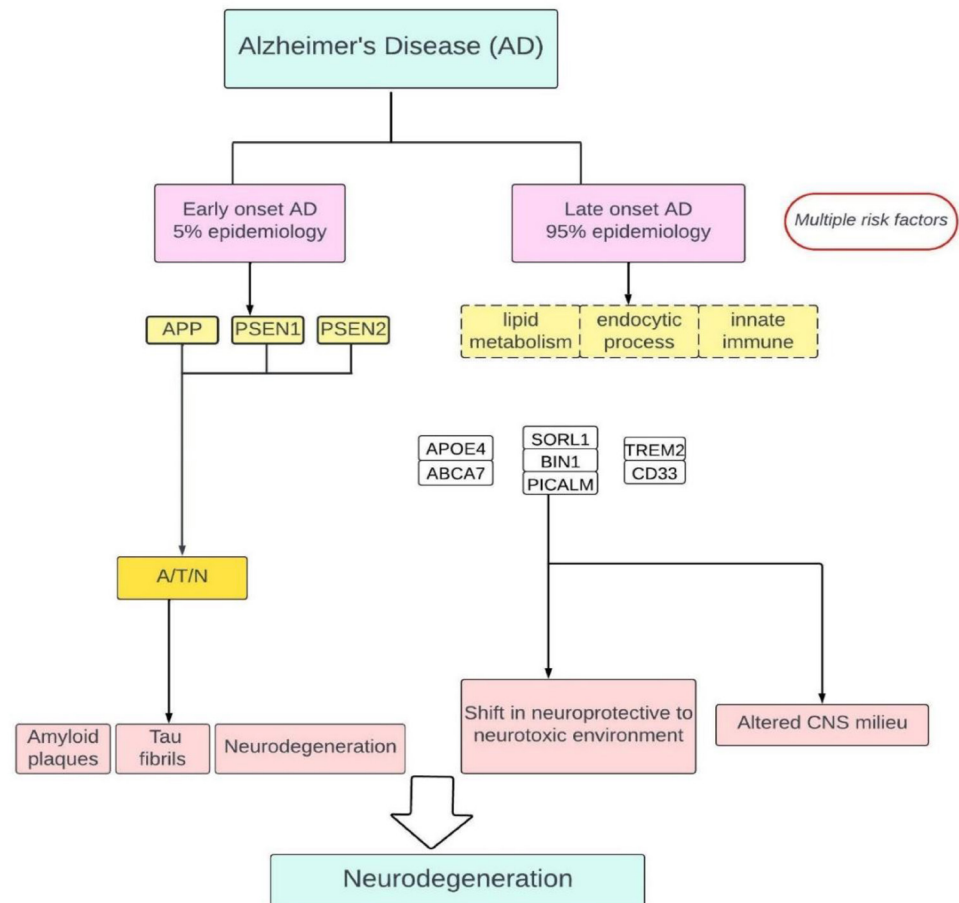 Alzheimer's Disease (AD)
Early onset AD
5% epidemiology
Late onset AD
95% epidemiology
Multiple risk factors
APP
PSEN1
PSEN2
lipid
metabolism
endocytic
process
innate
immune
APOE4
ABCA7
SORL1
BIN1
PICALM
TREM2
CD33
A/T/N
Amyloid
plaques
Tau
fibrils
Neurodegeneration
Shift in neuroprotective to
neurotoxic environment
Altered CNS milieu
Neurodegeneration